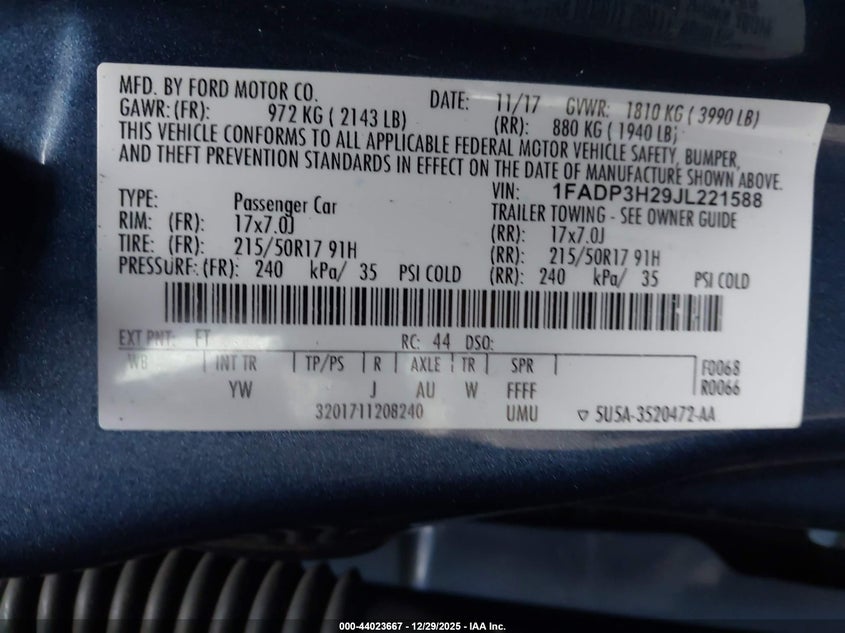 MFD. BY FORD MOTOR CO. DATE: 11/17 GVWR: 1810 KG ( 3990 LB)
GAWR: (FR): 972 KG ( 2143 LB) (RR): 880 KG ( 1940 LB);
THIS VEHICLE CONFORMS TO ALL APPLICABLE FEDERAL MOTOR VEHICLE SAFETY, BUMPER,
AND THEFT PREVENTION STANDARDS IN EFFECT ON THE DATE OF MANUFACTURE SHOWN ABOVE.
VIN: 1FADP3H29JL221588
TYPE: Passenger Car TRAILER TOWING - SEE OWNER GUIDE
RIM: (FR): 17x7.0J (RR): 17x7.0J
TIRE: (FR): 215/50R17 91H (RR): 215/50R17 91H
PRESSURE: (FR): 240 kPa/ 35 PSI COLD (RR): 240 kPa/ 35 PSI COLD
EXT PNT: FT RC: 44 DSO:
WB INT TR TP/PS R AXLE TR SPR F0068
YW J AU W FFFF R0066
3201711208240 UMU ▽ 5U5A-3520472-AA
000-44023667 - 12/29/2025 - IAA Inc.